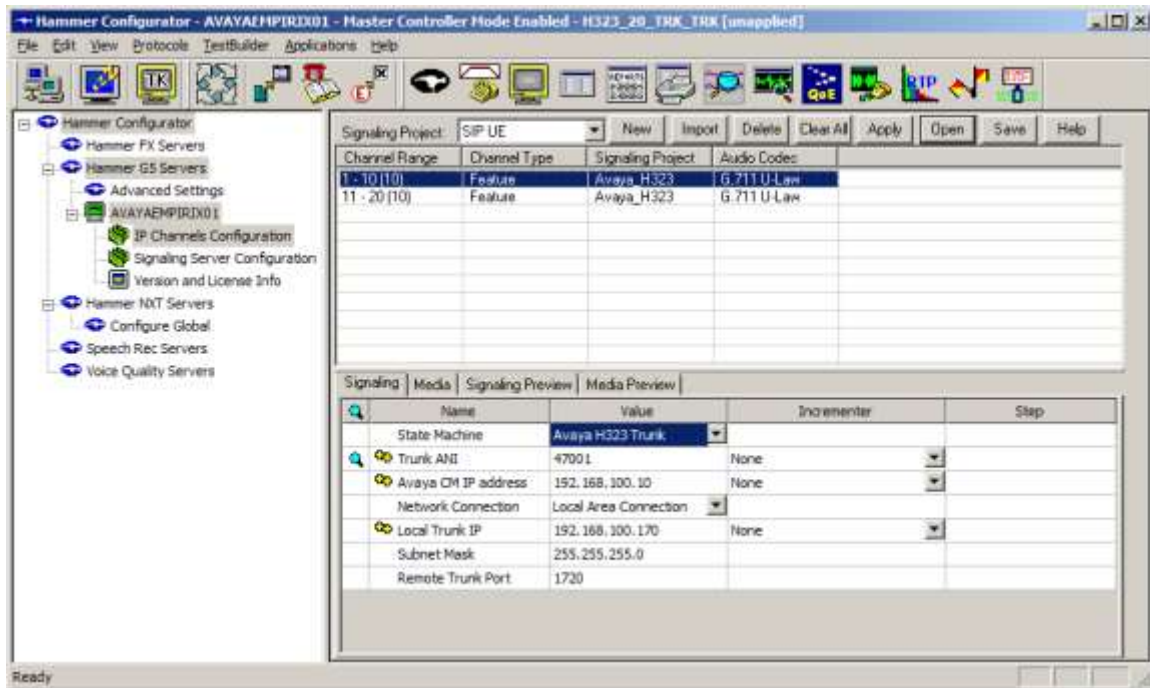 Hammer Configurator - AVAYAEMPIRIX01 - Master Controller Mode Enabled - H323_20_TRK_TRK [unapplied]
File Edit View Protocols TestBuilder Applications Help
TK
QoE
RTP
Hammer Configurator
Hammer FX Servers
Hammer G5 Servers
Advanced Settings
AVAYAEMPIRIX01
IP Channels Configuration
Signaling Server Configuration
Version and License Info
Hammer NXT Servers
Configure Global
Speech Rec Servers
Voice Quality Servers
Signaling Project: SIP UE New Import Delete Clear All Apply Open Save Help
Channel Range Channel Type Signaling Project Audio Codec
1 - 10 (10) Feature Avaya_H323 G.711 U-Law
11 - 20 (10) Feature Avaya_H323 G.711 U-Law
Signaling Media Signaling Preview Media Preview
Name Value Incrementer Step
State Machine Avaya H323 Trunk
Trunk ANI 47001 None
Avaya CM IP address 192.168.100.10 None
Network Connection Local Area Connection
Local Trunk IP 192.168.100.170 None
Subnet Mask 255.255.255.0
Remote Trunk Port 1720
Ready